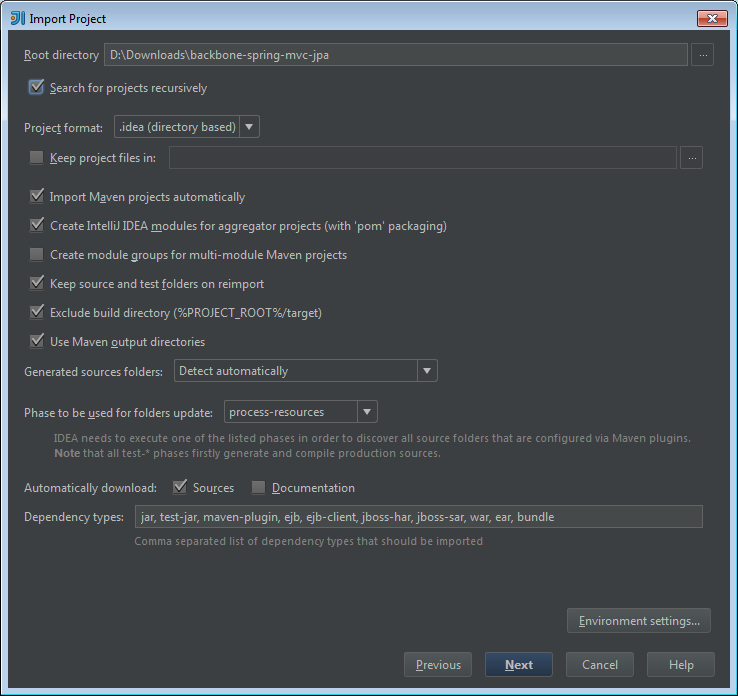 Import Project
Root directory D:\Downloads\backbone-spring-mvc-jpa ...
Search for projects recursively
Project format: .idea (directory based)
Keep project files in: ...
Import Maven projects automatically
Create IntelliJ IDEA modules for aggregator projects (with 'pom' packaging)
Create module groups for multi-module Maven projects
Keep source and test folders on reimport
Exclude build directory (%PROJECT_ROOT%/target)
Use Maven output directories
Generated sources folders: Detect automatically
Phase to be used for folders update: process-resources
IDEA needs to execute one of the listed phases in order to discover all source folders that are configured via Maven plugins.
Note that all test-* phases firstly generate and compile production sources.
Automatically download: Sources Documentation
Dependency types: jar, test-jar, maven-plugin, ejb, ejb-client, jboss-har, jboss-sar, war, ear, bundle
Comma separated list of dependency types that should be imported
Environment settings...
Previous Next Cancel Help